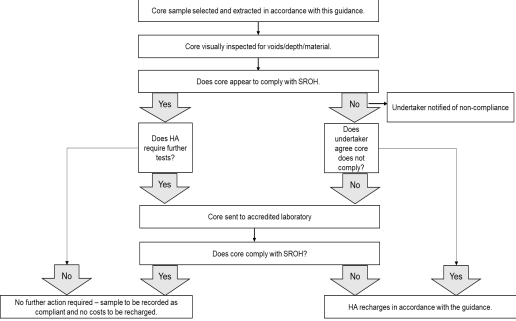 Core sample selected and extracted in accordance with this guidance.
Core visually inspected for voids/depth/material.
Does core appear to comply with SROH.
Yes
No
Undertaker notified of non-compliance
Does HA
require further
tests?
Does
undertaker
agree core
does not
comply?
Yes
No
Core sent to accredited laboratory
Does core comply with SROH?
No
Yes
No
Yes
No further action required – sample to be recorded as
compliant and no costs to be recharged.
HA recharges in accordance with the guidance.